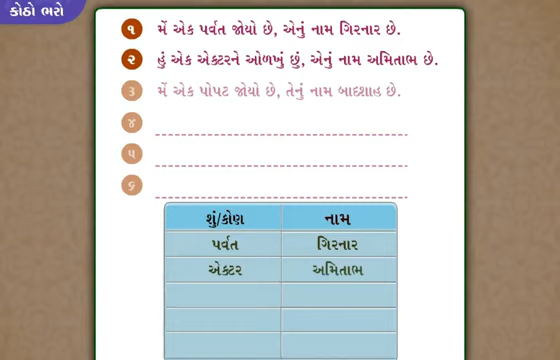 કોઠો ભરો
૧ મેં એક પર્વત જોયો છે, એનું નામ ગિરનાર છે.
૨ હું એક એક્ટરને ઓળખું છું, એનું નામ અમિતાભ છે.
૩ મેં એક પોપટ જોયો છે, તેનું નામ બાદશાહ છે.
૪
૫
૬
શું/કોણ નામ
પર્વત ગિરનાર
એક્ટર અમિતાભ